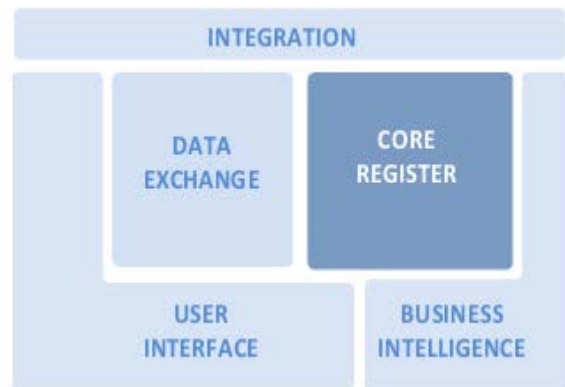 INTEGRATION
DATA
EXCHANGE
CORE
REGISTER
USER
INTERFACE
BUSINESS
INTELLIGENCE